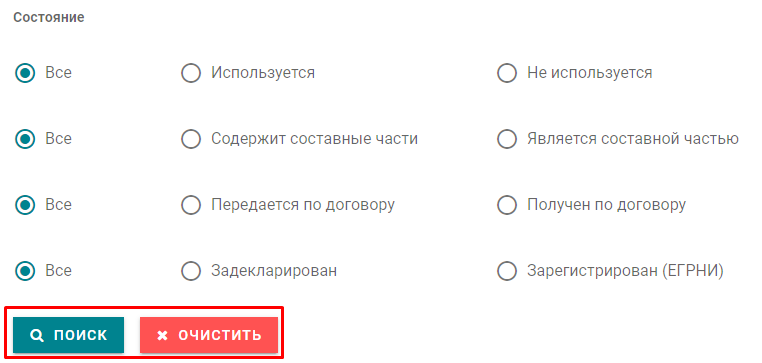 Состояние
Все Используется Не используется
Все Содержит составные части Является составной частью
Все Передается по договору Получен по договору
Все Задекларирован Зарегистрирован (ЕГРНИ)
ПОИСК ОЧИСТИТЬ